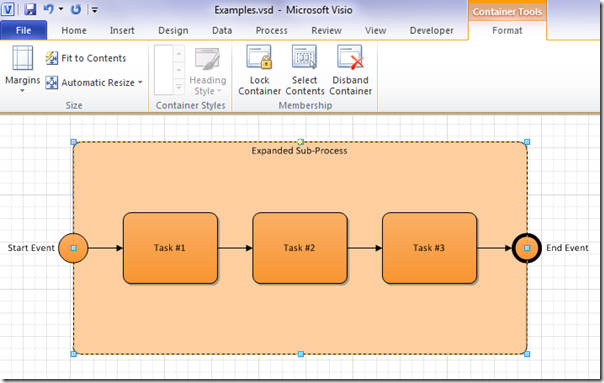 Examples.vsd - Microsoft Visio
Container Tools
File Home Insert Design Data Process Review View Developer Format
Margins
Fit to Contents
Automatic Resize
Size
Heading
Style
Container Styles
Lock
Container
Select
Contents
Disband
Container
Membership
Expanded Sub-Process
Start Event Task #1 Task #2 Task #3 End Event